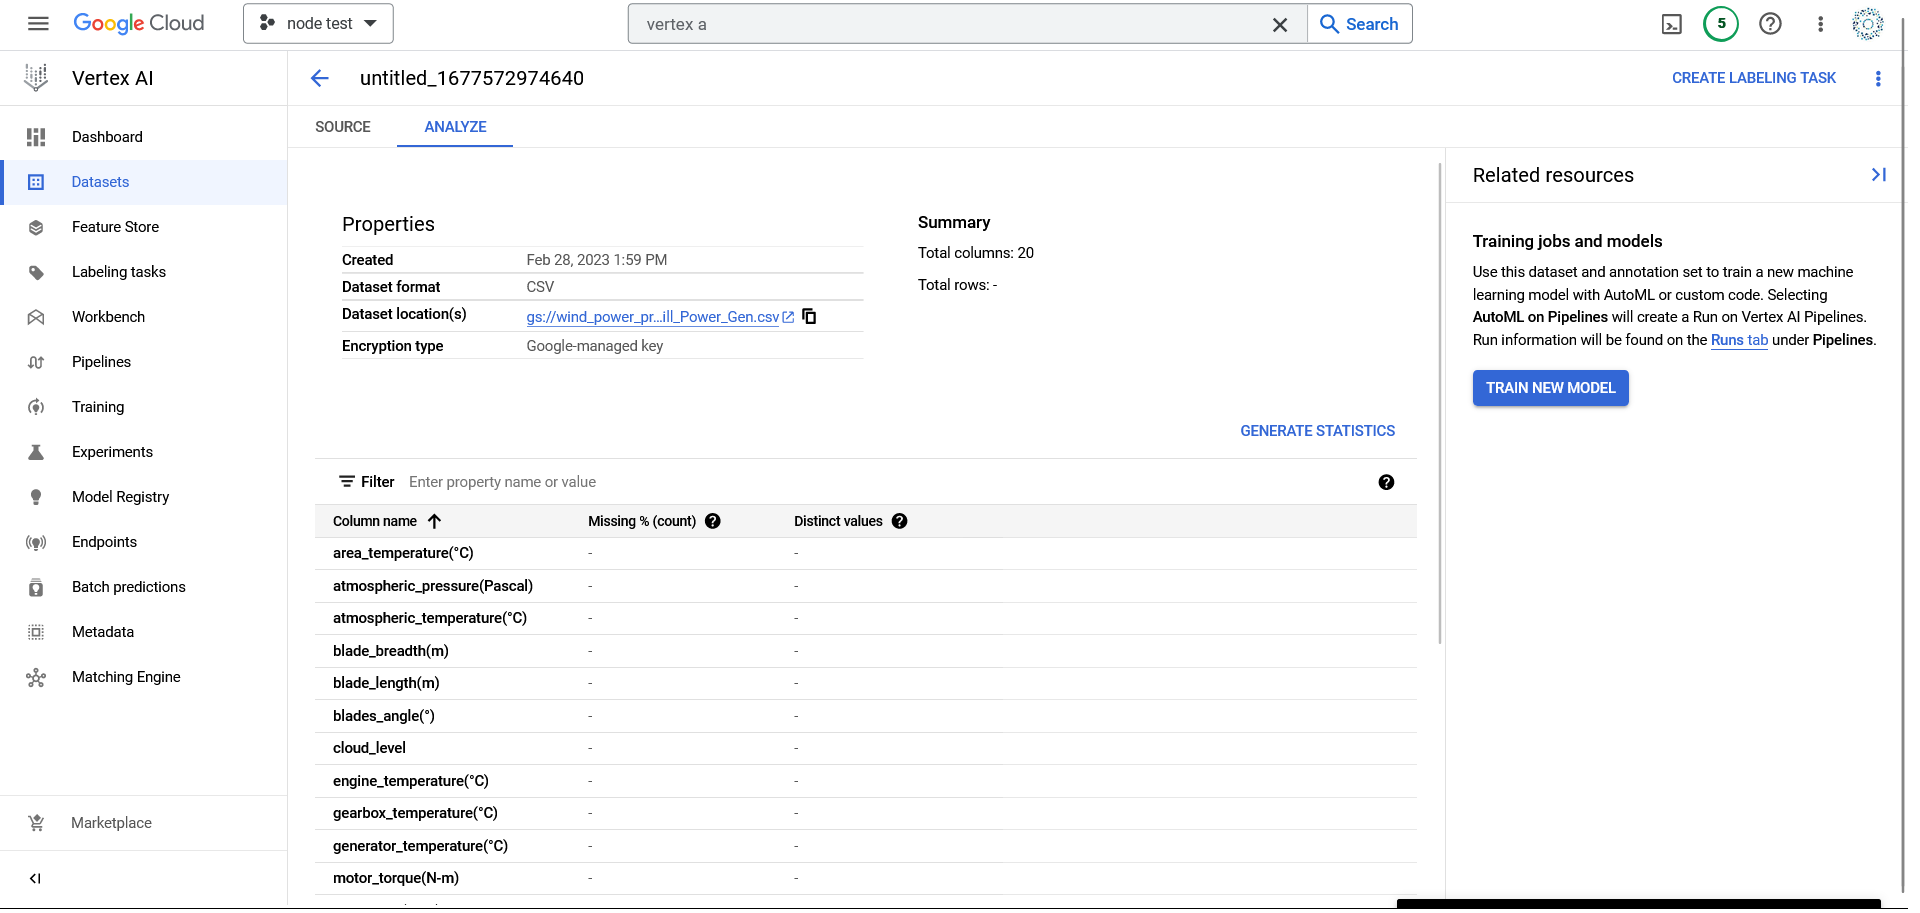 Google Cloud
node test
vertex a
Search
5
Vertex AI
untitled_1677572974640
CREATE LABELING TASK
SOURCE
ANALYZE
Dashboard
Datasets
Feature Store
Labeling tasks
Workbench
Pipelines
Training
Experiments
Model Registry
Endpoints
Batch predictions
Metadata
Matching Engine
Marketplace
Properties
Created Feb 28, 2023 1:59 PM
Dataset format CSV
Dataset location(s) gs://wind_power_pr...ill_Power_Gen.csv
Encryption type Google-managed key
Summary
Total columns: 20
Total rows: -
GENERATE STATISTICS
Filter Enter property name or value
Column name Missing % (count) Distinct values
area_temperature(°C) - -
atmospheric_pressure(Pascal) - -
atmospheric_temperature(°C) - -
blade_breadth(m) - -
blade_length(m) - -
blades_angle(°) - -
cloud_level - -
engine_temperature(°C) - -
gearbox_temperature(°C) - -
generator_temperature(°C) - -
motor_torque(N-m) - -
Related resources
Training jobs and models
Use this dataset and annotation set to train a new machine
learning model with AutoML or custom code. Selecting
AutoML on Pipelines will create a Run on Vertex AI Pipelines.
Run information will be found on the Runs tab under Pipelines.
TRAIN NEW MODEL